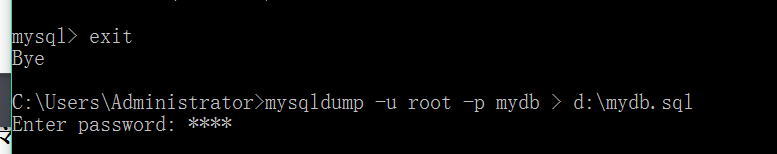 mysql> exit
Bye
C:\Users\Administrator>mysqldump -u root -p mydb > d:\mydb.sql
Enter password: ****